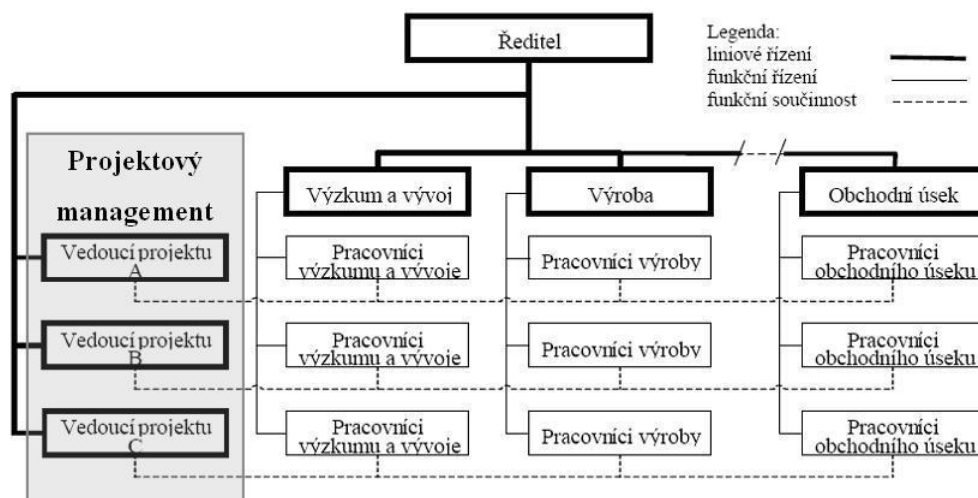 Ředitel
Legenda:
liniové řízení
funkční řízení
funkční součinnost
Projektový
management
Výzkum a vývoj
Výroba
Obchodní úsek
Vedoucí projektu
A
Pracovníci
výzkumu a vývoje
Pracovníci výroby
Pracovníci
obchodního úseku
Vedoucí projektu
B
Pracovníci
výzkumu a vývoje
Pracovníci výroby
Pracovníci
obchodního úseku
Vedoucí projektu
C
Pracovníci
výzkumu a vývoje
Pracovníci výroby
Pracovníci
obchodního úseku